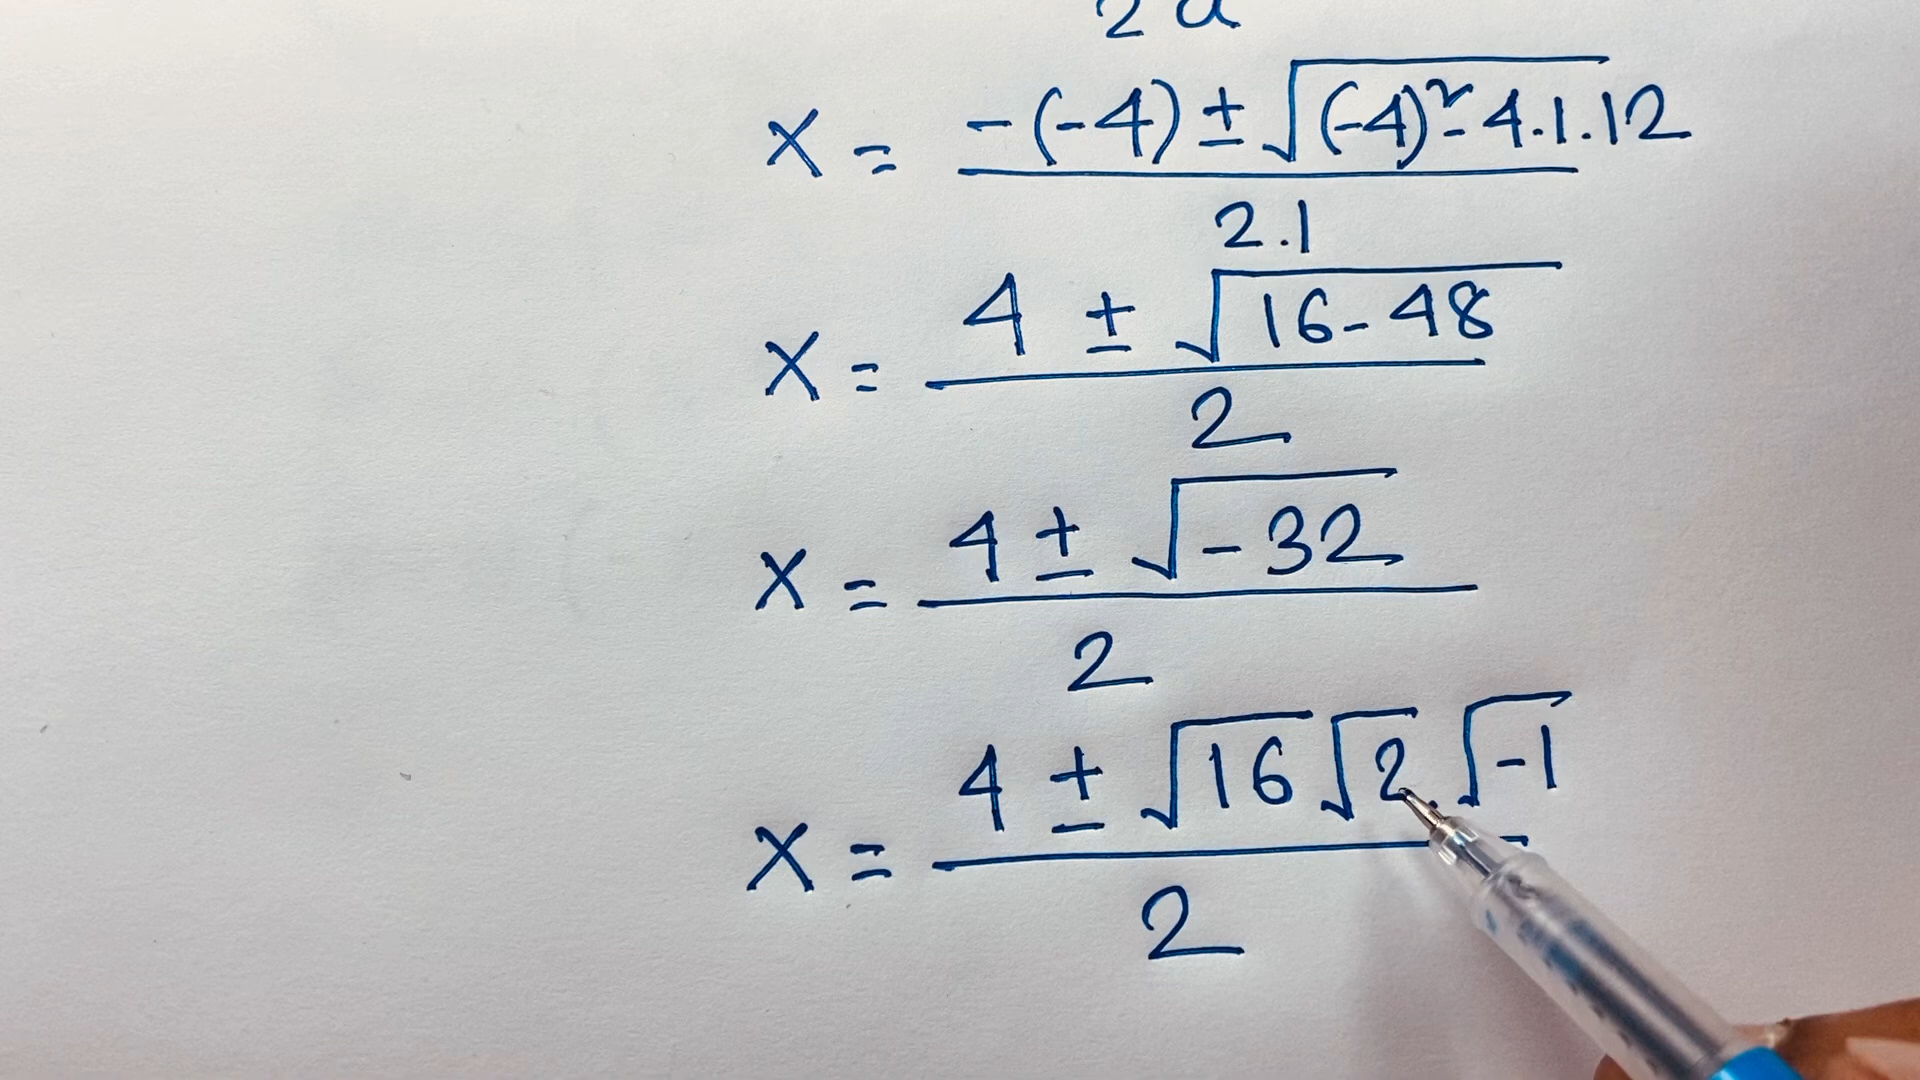 2a
x = -(-4) ± √(-4)² - 4.1.12
2.1
x = 4 ± √16 - 48
2
x = 4 ± √-32
2
x = 4 ± √16 √2 . √-1
2